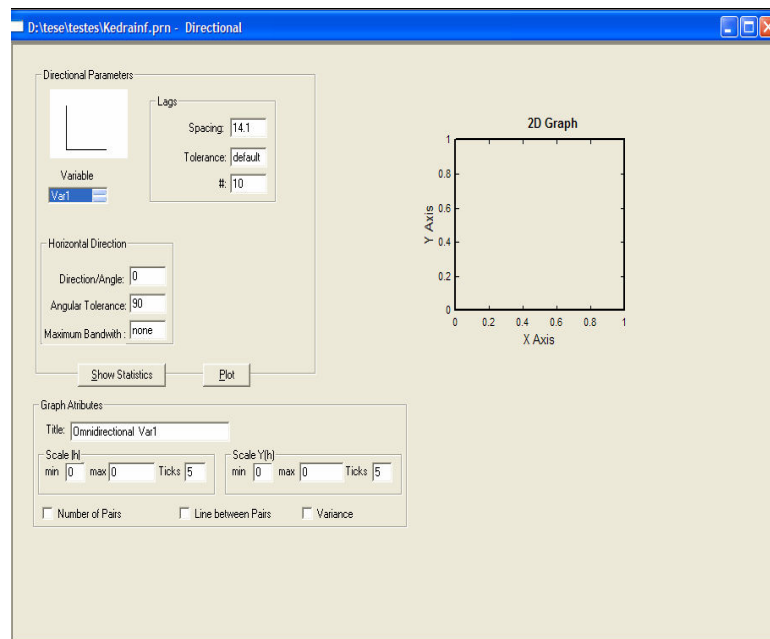 D:\tese\testes\Kedrainf.prn - Directional
Directional Parameters
Variable
Var1
Lags
Spacing: 14.1
Tolerance: default
#: 10
Horizontal Direction
Direction/Angle: 0
Angular Tolerance: 90
Maximum Bandwith : none
Show Statistics Plot
2D Graph
1
0.8
0.6
0.4
0.2
0
Y Axis
0 0.2 0.4 0.6 0.8 1
X Axis
Graph Atributes
Title: Omnidirectional Var1
Scale |h|
min 0 max 0 Ticks 5
Scale Y(h)
min 0 max 0 Ticks 5
Number of Pairs Line between Pairs Variance